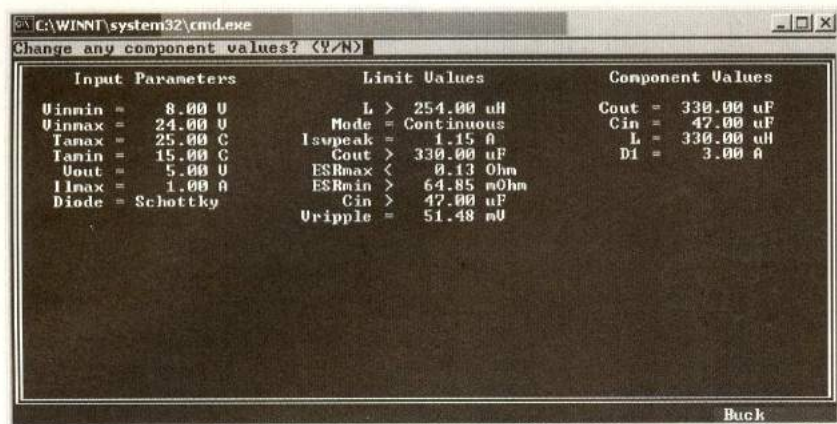 C:\WINNT\system32\cmd.exe
Change any component values? (Y/N)
Input Parameters
Vinmin = 8.00 V
Vinmax = 24.00 V
Tamax = 25.00 C
Tamin = 15.00 C
Vout = 5.00 V
Ilmax = 1.00 A
Diode = Schottky
Limit Values
L > 254.00 uH
Mode = Continuous
Iswpeak = 1.15 A
Cout > 330.00 uF
ESRmax < 0.13 Ohm
ESRmin > 64.85 mOhm
Cin > 47.00 uF
Vripple = 51.48 mV
Component Values
Cout = 330.00 uF
Cin = 47.00 uF
L = 330.00 uH
D1 = 3.00 A
Buck